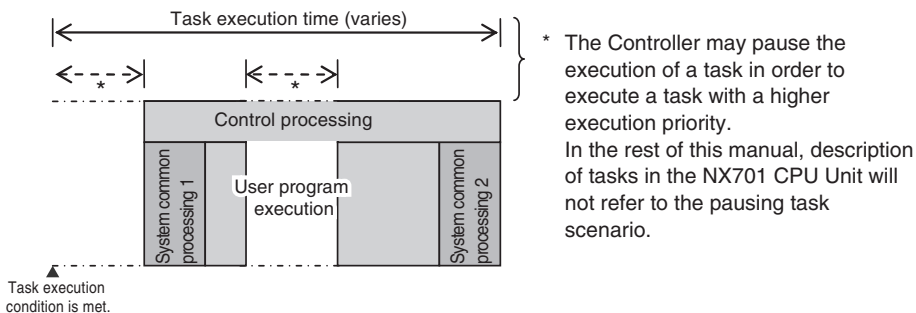 Task execution time (varies)
*
*
Control processing
System common
processing 1
User program
execution
System common
processing 2
Task execution
condition is met.
* The Controller may pause the
execution of a task in order to
execute a task with a higher
execution priority.
In the rest of this manual, description
of tasks in the NX701 CPU Unit will
not refer to the pausing task
scenario.